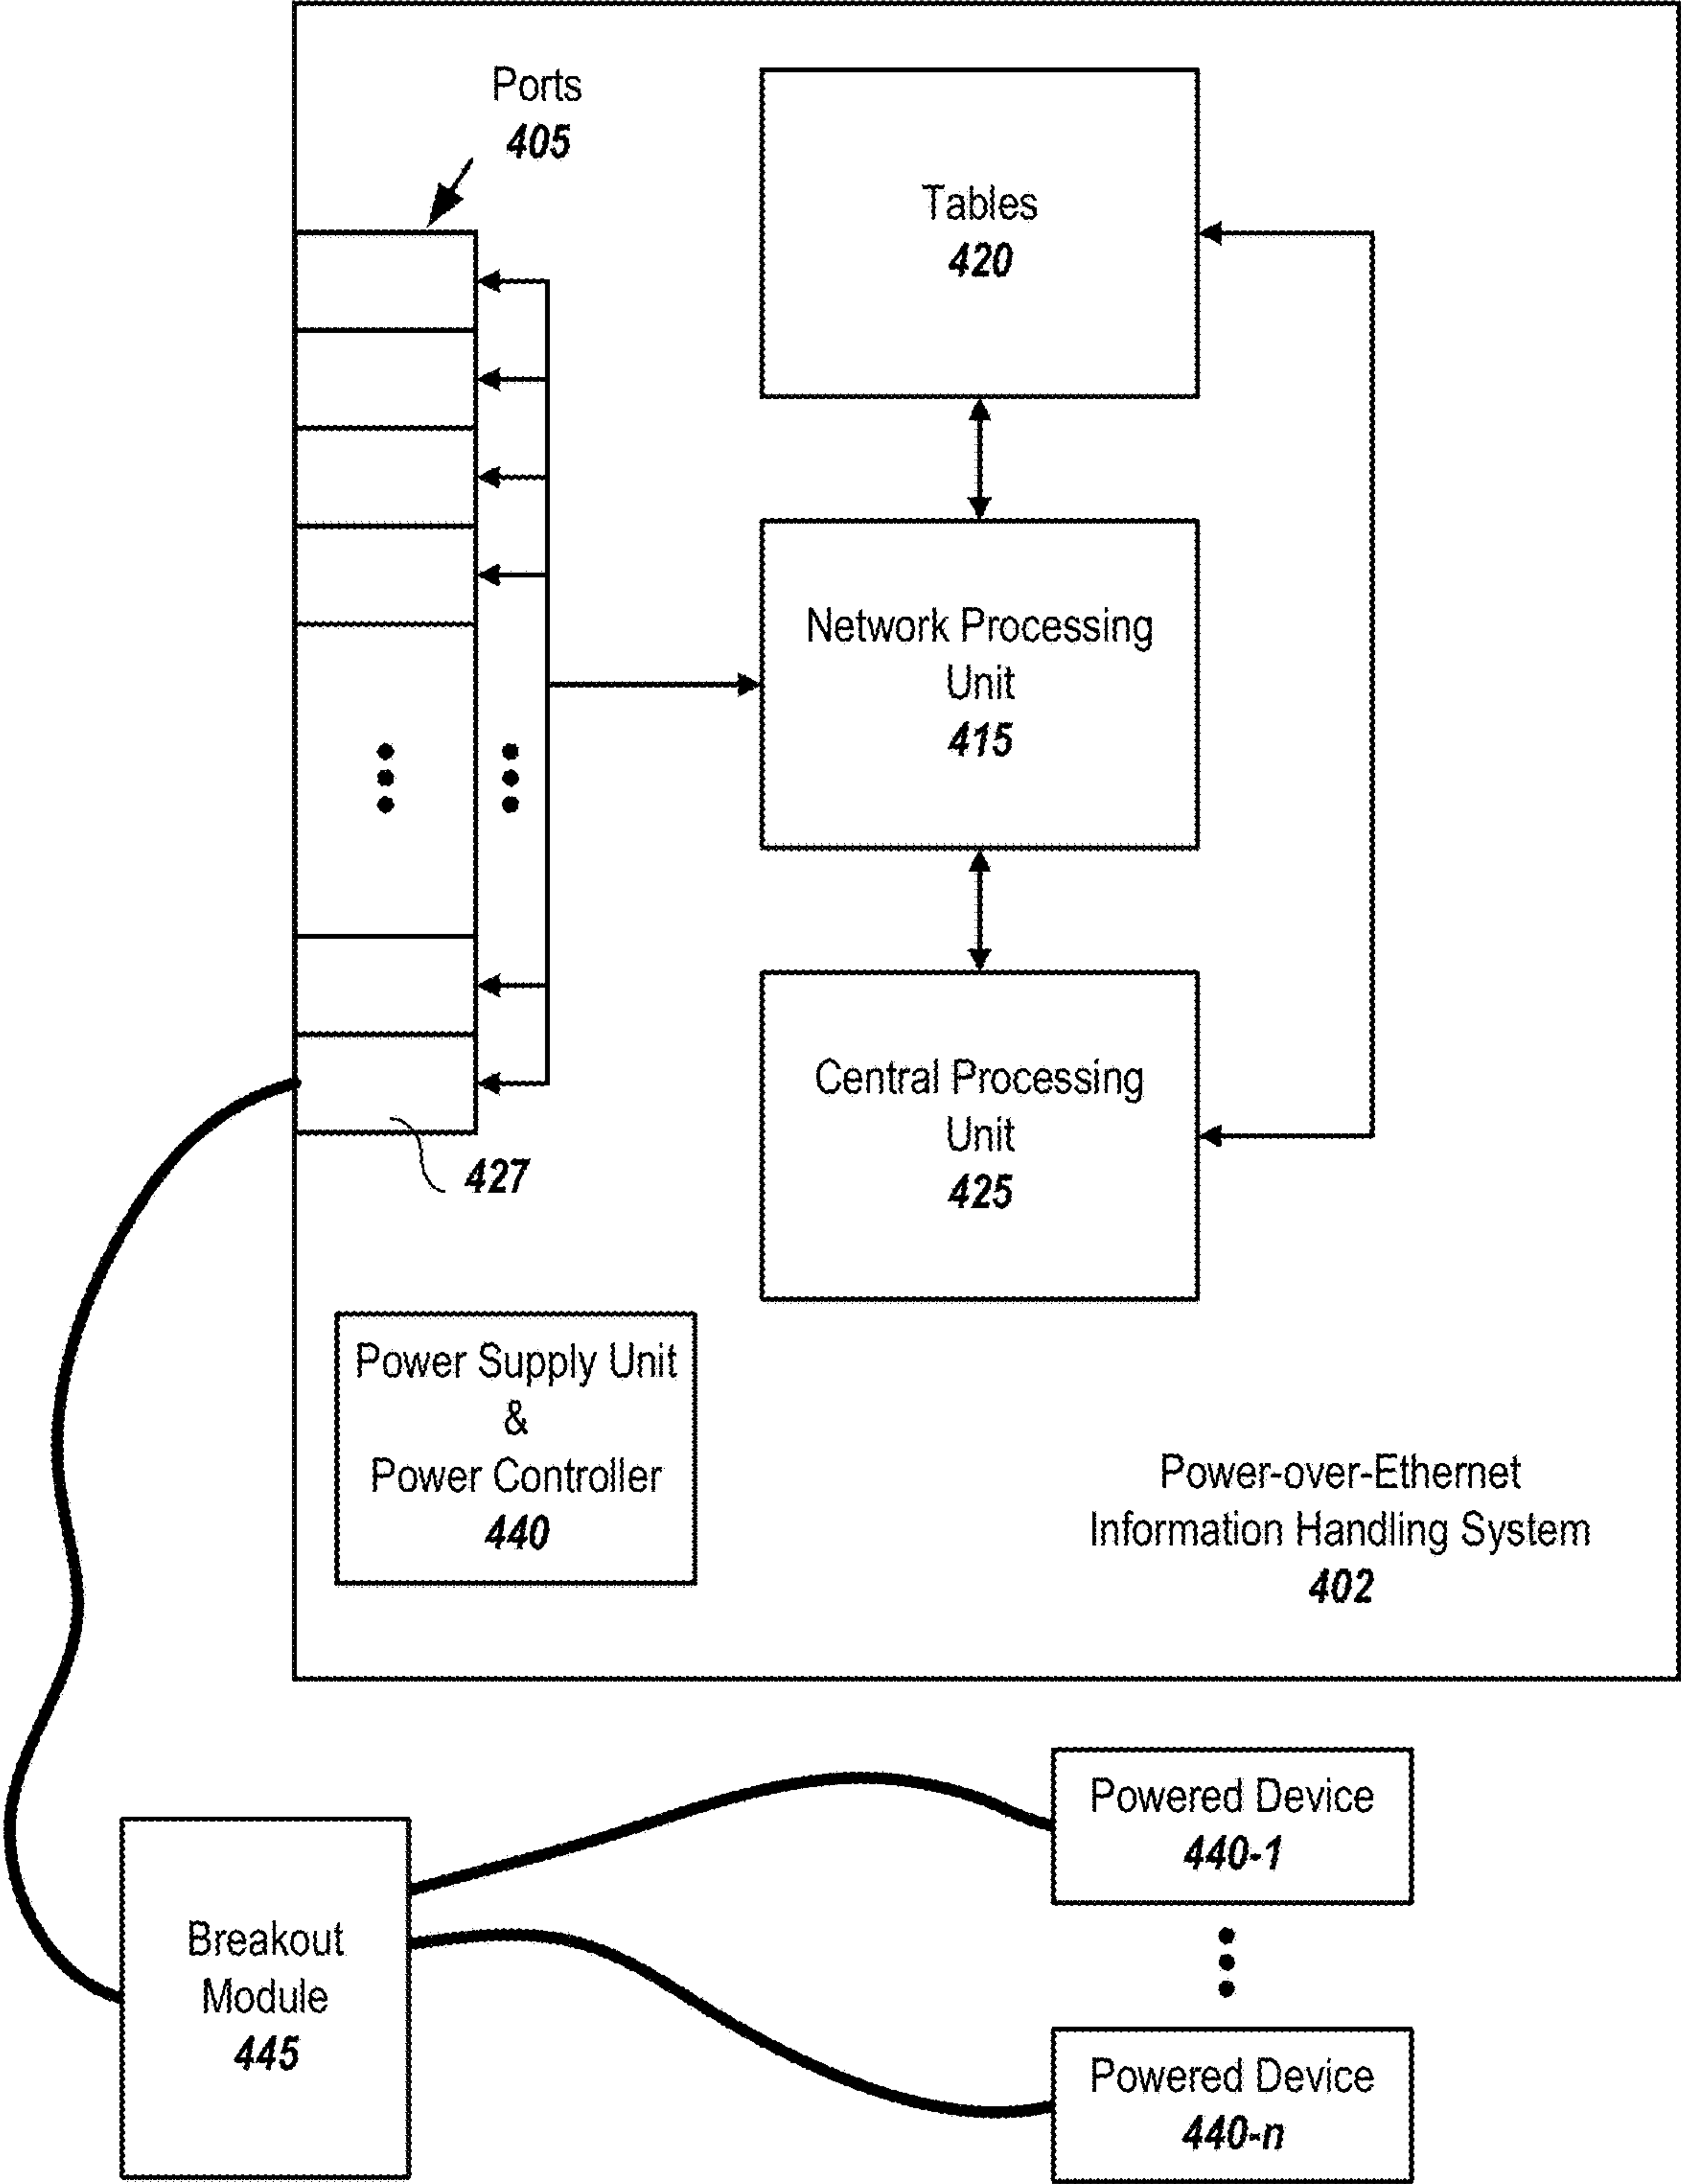 Ports
405
Tables
420
Network Processing
Unit
415
Central Processing
Unit
425
427
Power Supply Unit
&
Power Controller
440
Power-over-Ethernet
Information Handling System
402
Powered Device
440-1
Breakout
Module
445
Powered Device
440-n